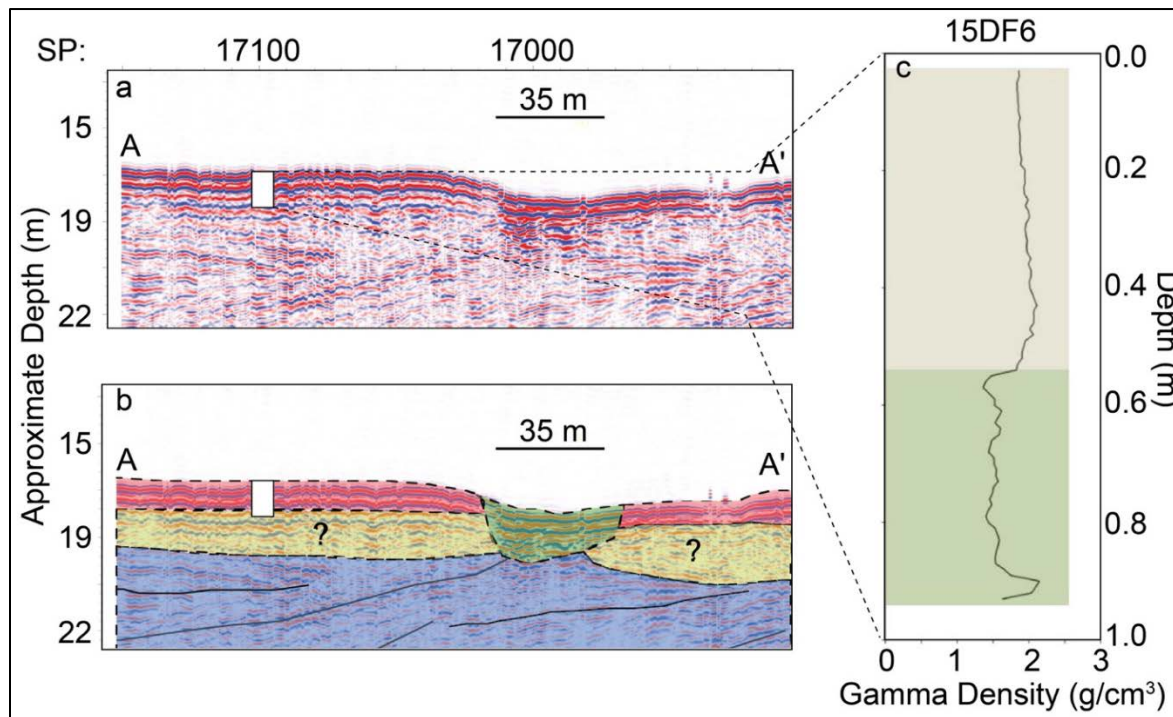 SP: 17100 17000 15DF6
a
35 m
A
A'
15
19
22
b
35 m
A
A'
15
19
22
?
?
Approximate Depth (m)
c
0.0
0.2
0.4
0.6
0.8
1.0
Depth (m)
0 1 2 3
Gamma Density (g/cm³)